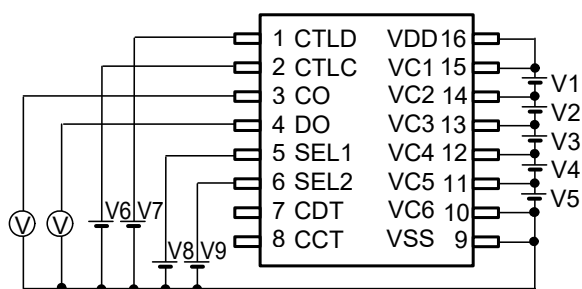 1 CTLD VDD 16
2 CTLC VC1 15
V1
3 CO VC2 14
V2
4 DO VC3 13
V3
5 SEL1 VC4 12
V4
6 SEL2 VC5 11
V5
V V V6 V7
7 CDT VC6 10
V8 V9
8 CCT VSS 9